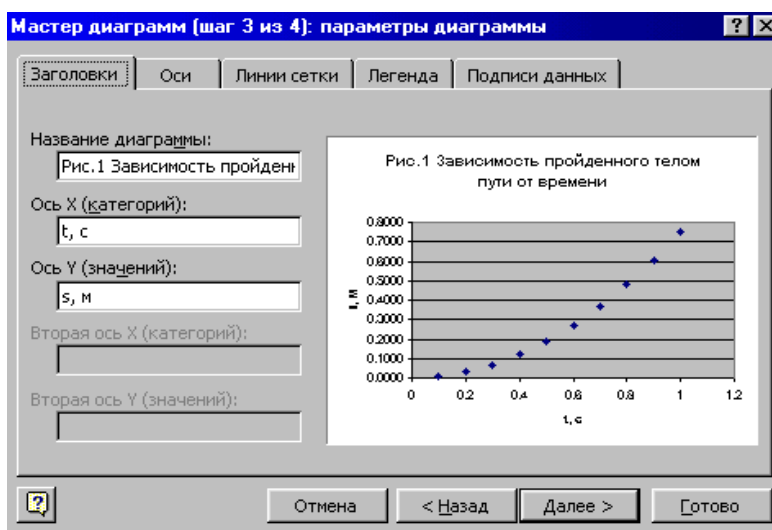 Мастер диаграмм (шаг 3 из 4): параметры диаграммы
Заголовки
Оси
Линии сетки
Легенда
Подписи данных
Название диаграммы:
Рис.1 Зависимость пройден
Ось X (категорий):
t, с
Ось Y (значений):
s, м
Вторая ось X (категорий):
Вторая ось Y (значений):
Рис.1 Зависимость пройденного телом
пути от времени
0.8000
0.7000
0.6000
0.5000
0.4000
0.3000
0.2000
0.1000
0.0000
s, м
0
0.2
0.4
0.6
0.8
1
1.2
t, с
Отмена
< Назад
Далее >
Готово